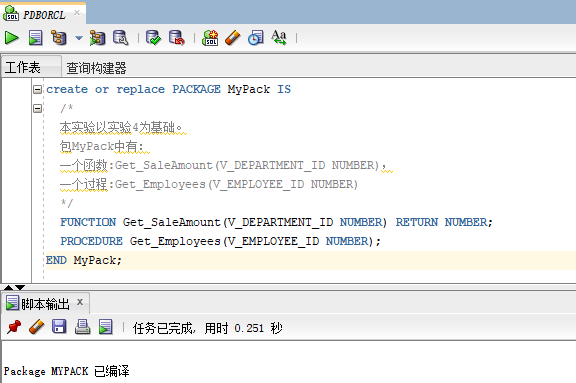 PDBORCL
SQL
SQL
Aa
工作表 查询构建器
create or replace PACKAGE MyPack IS
/*
本实验以实验4为基础。
包MyPack中有:
一个函数:Get_SaleAmount(V_DEPARTMENT_ID NUMBER),
一个过程:Get_Employees(V_EMPLOYEE_ID NUMBER)
*/
FUNCTION Get_SaleAmount(V_DEPARTMENT_ID NUMBER) RETURN NUMBER;
PROCEDURE Get_Employees(V_EMPLOYEE_ID NUMBER);
END MyPack;
脚本输出 x
任务已完成, 用时 0.251 秒
Package MYPACK 已编译